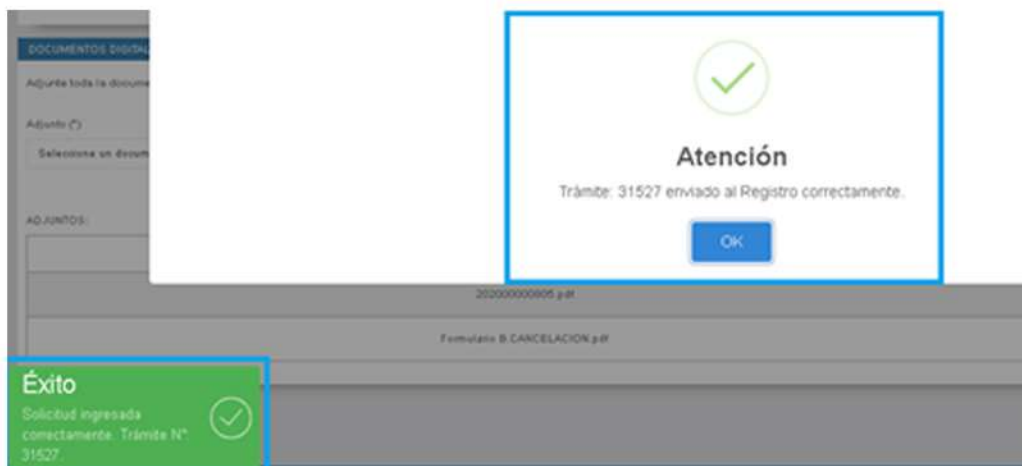 DOCUMENTOS DIGITAL
Adjunte toda la docume
Adjunto (*)
Seleccione un docum
ADJUNTOS:
Atención
Trámite: 31527 enviado al Registro correctamente.
OK
202000000805.pdf
Formulario B.CANCELACION.pdf
Éxito
Solicitud ingresada
correctamente. Trámite N°:
31527.